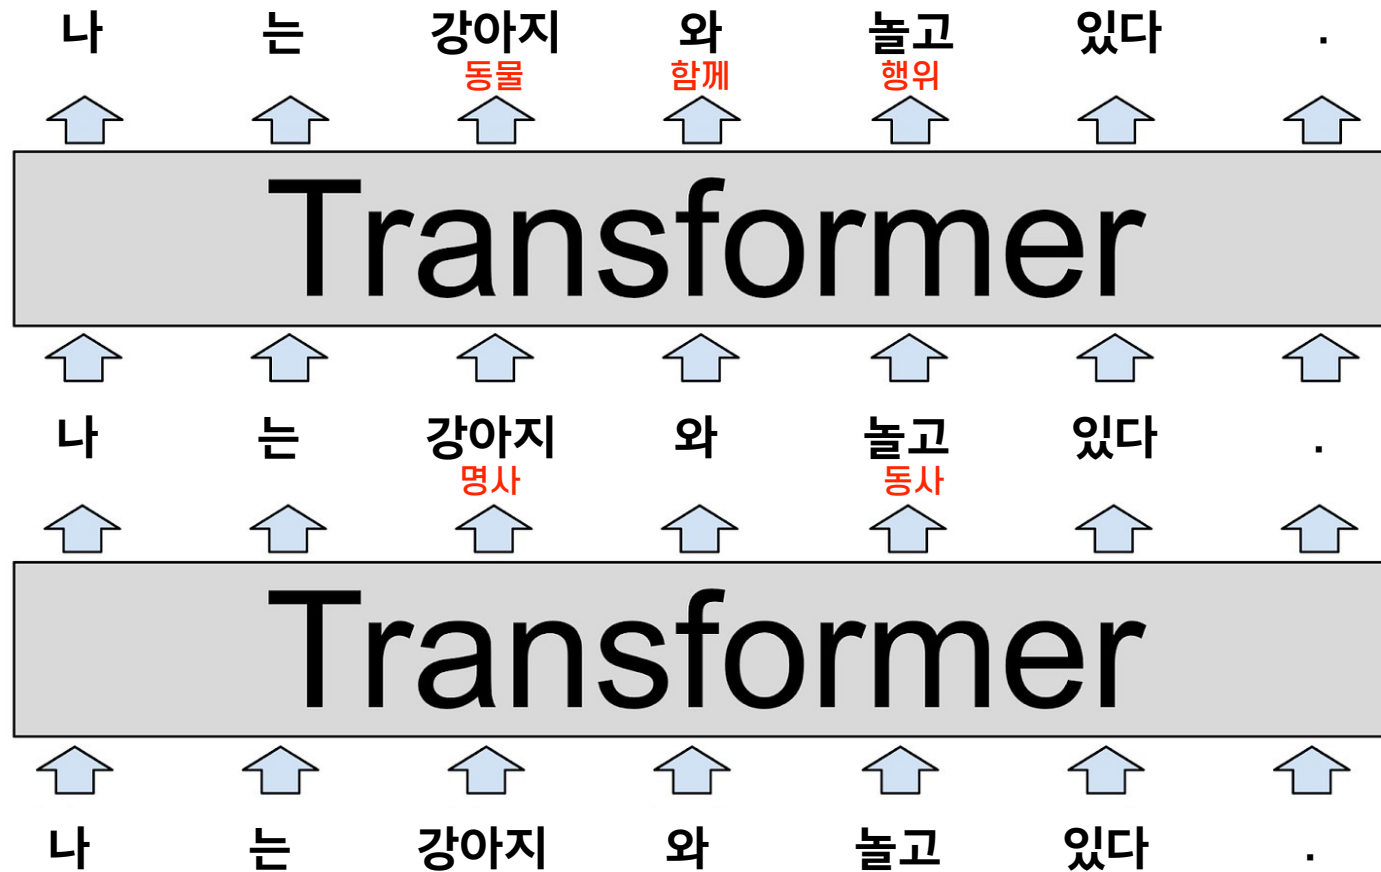 나 는 강아지 와 놀고 있다 .
동물 함께 행위
Transformer
나 는 강아지 와 놀고 있다 .
명사 동사
Transformer
나 는 강아지 와 놀고 있다 .